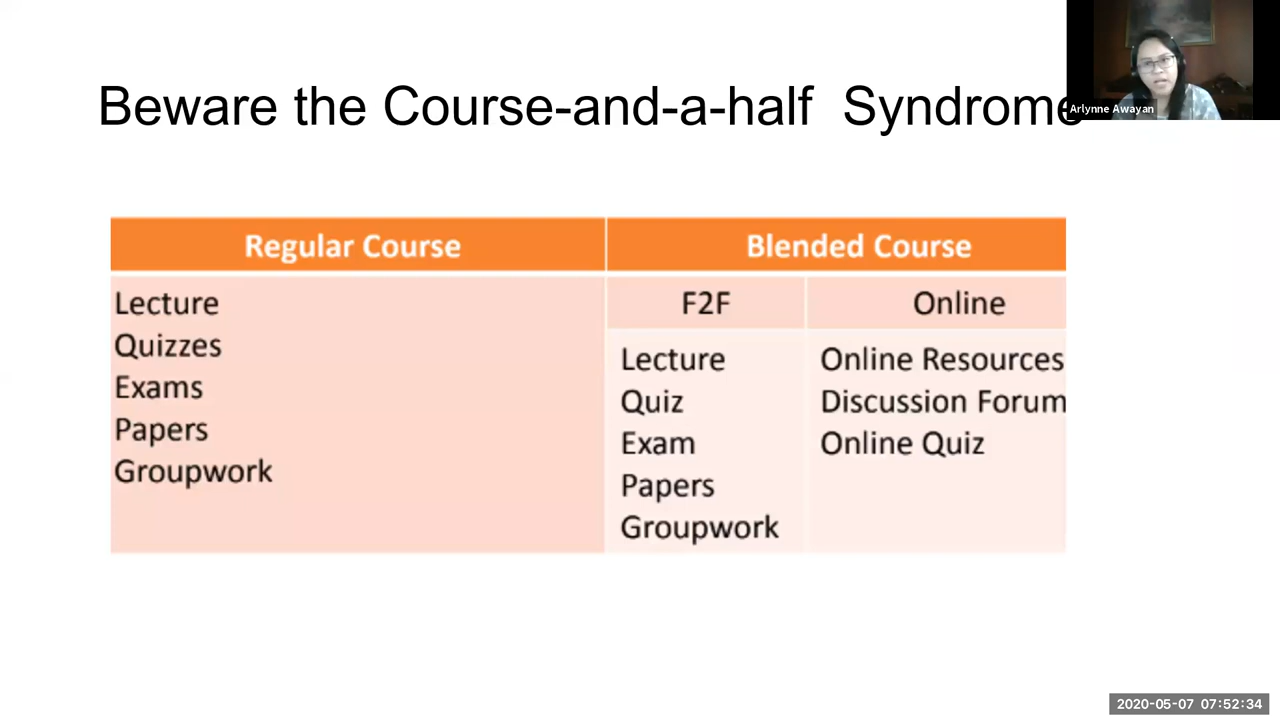 Beware the Course-and-a-half Syndrome
Arlynne Awayan
Regular Course
Blended Course
Lecture
Quizzes
Exams
Papers
Groupwork
F2F
Online
Lecture
Quiz
Exam
Papers
Groupwork
Online Resources
Discussion Forum
Online Quiz
2020-05-07 07:52:34